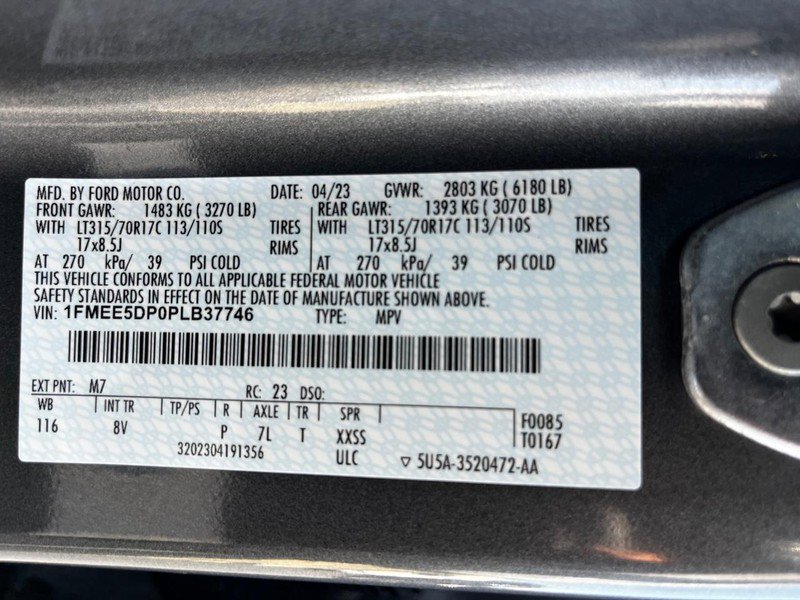 MFD. BY FORD MOTOR CO. DATE: 04/23 GVWR: 2803 KG ( 6180 LB)
FRONT GAWR: 1483 KG ( 3270 LB) REAR GAWR: 1393 KG ( 3070 LB)
WITH LT315/70R17C 113/110S TIRES WITH LT315/70R17C 113/110S TIRES
17x8.5J RIMS 17x8.5J RIMS
AT 270 kPa/ 39 PSI COLD AT 270 kPa/ 39 PSI COLD
THIS VEHICLE CONFORMS TO ALL APPLICABLE FEDERAL MOTOR VEHICLE
SAFETY STANDARDS IN EFFECT ON THE DATE OF MANUFACTURE SHOWN ABOVE.
VIN: 1FMEE5DP0PLB37746 TYPE: MPV
EXT PNT: M7 RC: 23 DSO:
WB INT TR TP/PS R AXLE TR SPR F0085
116 8V P 7L T XXSS T0167
3202304191356 ULC ▽ 5U5A-3520472-AA